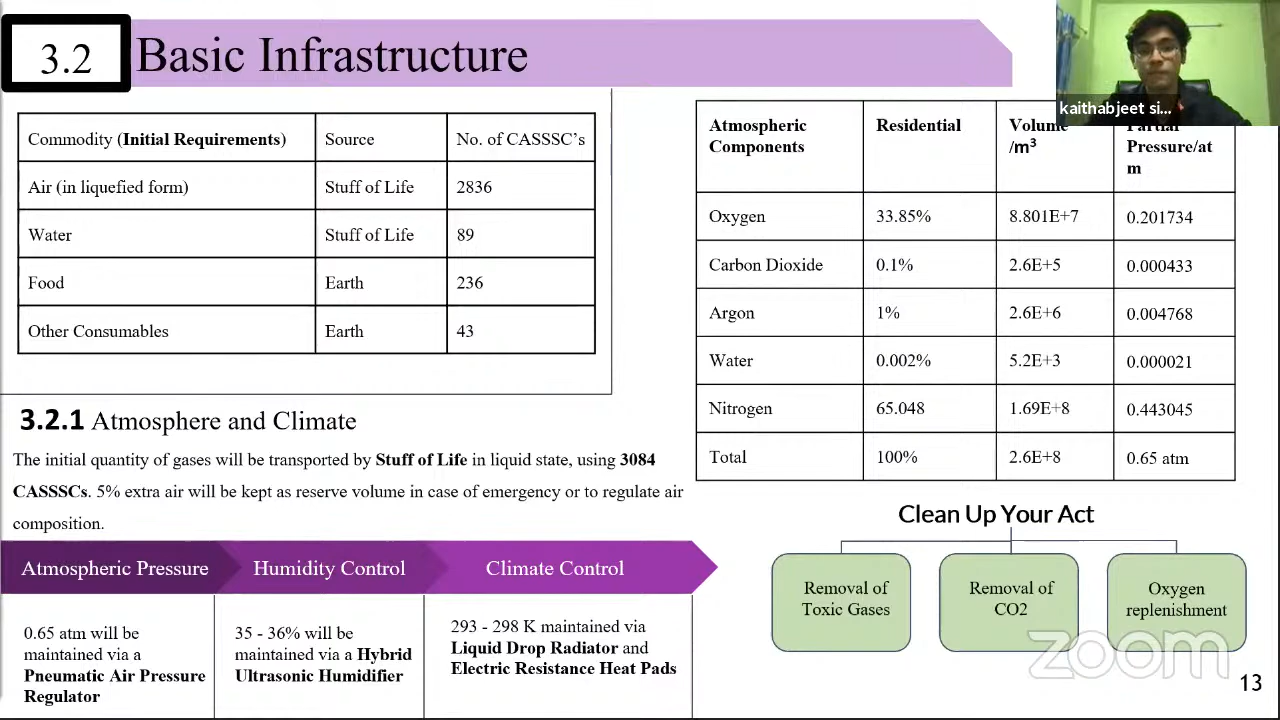 3.2
Basic Infrastructure
kaithabjeet si...
Commodity (Initial Requirements) Source No. of CASSSC's
Air (in liquefied form) Stuff of Life 2836
Water Stuff of Life 89
Food Earth 236
Other Consumables Earth 43
Atmospheric Residential Volume Partial
Components /m³ Pressure/at
m
Oxygen 33.85% 8.801E+7 0.201734
Carbon Dioxide 0.1% 2.6E+5 0.000433
Argon 1% 2.6E+6 0.004768
Water 0.002% 5.2E+3 0.000021
Nitrogen 65.048 1.69E+8 0.443045
Total 100% 2.6E+8 0.65 atm
3.2.1 Atmosphere and Climate
The initial quantity of gases will be transported by Stuff of Life in liquid state, using 3084
CASSSCs. 5% extra air will be kept as reserve volume in case of emergency or to regulate air
composition.
Atmospheric Pressure Humidity Control Climate Control
0.65 atm will be
maintained via a
Pneumatic Air Pressure
Regulator
35 - 36% will be
maintained via a Hybrid
Ultrasonic Humidifier
293 - 298 K maintained via
Liquid Drop Radiator and
Electric Resistance Heat Pads
Clean Up Your Act
Removal of
Toxic Gases
Removal of
CO2
Oxygen
replenishment
zoom
13